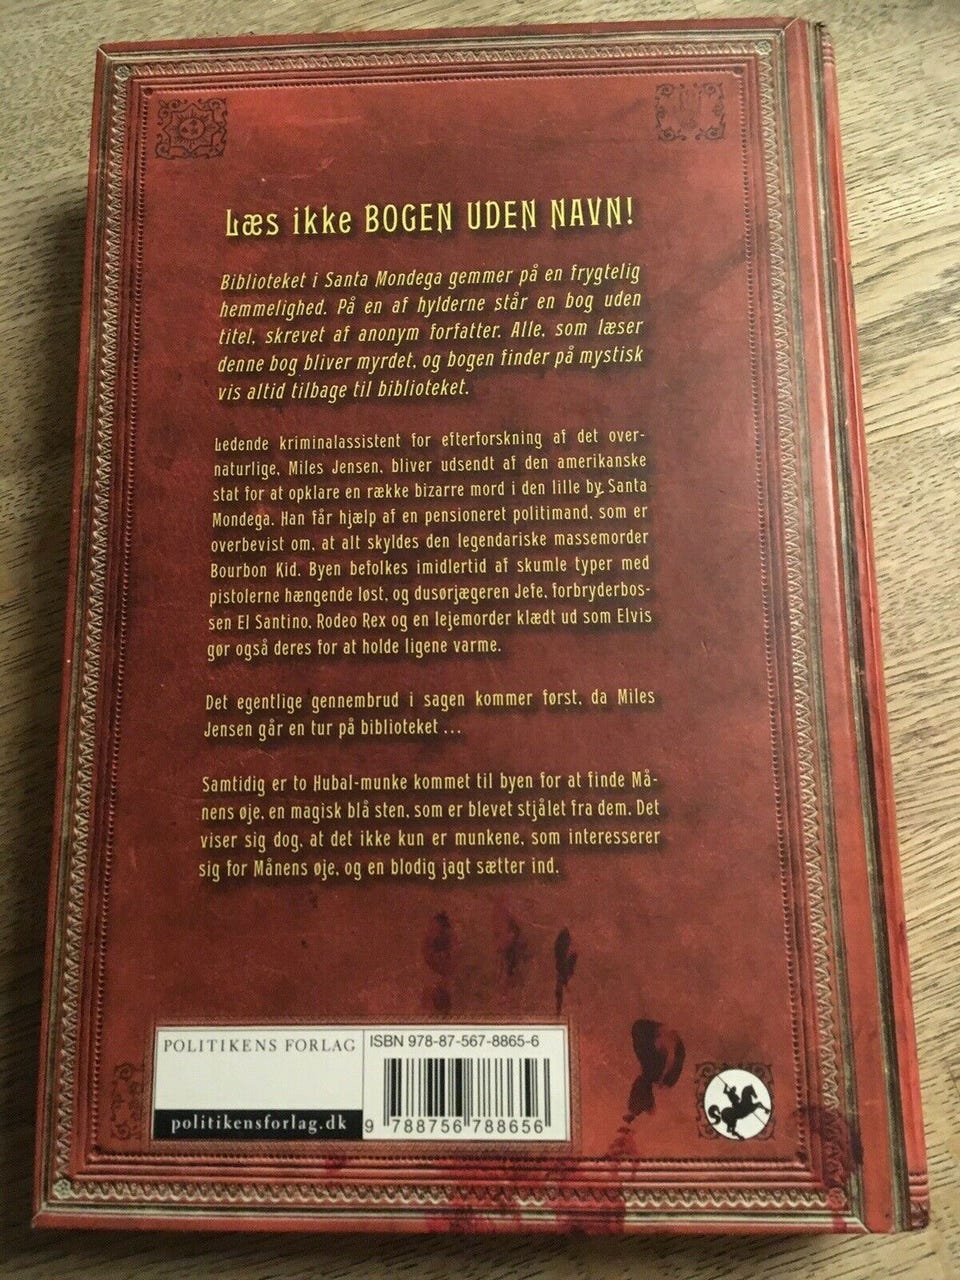 Læs ikke BOGEN UDEN NAVN!
Biblioteket i Santa Mondega gemmer på en frygtelig
hemmelighed. På en af hylderne står en bog uden
titel, skrevet af anonym forfatter. Alle, som læser
denne bog bliver myrdet, og bogen finder på mystisk
vis altid tilbage til biblioteket.
Ledende kriminalassistent for efterforskning af det over-
naturlige, Miles Jensen, bliver udsendt af den amerikanske
stat for at opklare en række bizarre mord i den lille by Santa
Mondega. Han får hjælp af en pensioneret politimand, som er
overbevist om, at alt skyldes den legendariske massemorder
Bourbon Kid. Byen befolkes imidlertid af skumle typer med
pistolerne hængende løst, og dusørjægeren Jefe, forbryderbos-
sen El Santino, Rodeo Rex og en lejemorder klædt ud som Elvis
gør også deres for at holde ligene varme.
Det egentlige gennembrud i sagen kommer først, da Miles
Jensen går en tur på biblioteket ...
Samtidig er to Hubal-munke kommet til byen for at finde Må-
nens øje, en magisk blå sten, som er blevet stjålet fra dem. Det
viser sig dog, at det ikke kun er munkene, som interesserer
sig for Månens øje, og en blodig jagt sætter ind.
POLITIKENS FORLAG
politikensforlag.dk
ISBN 978-87-567-8865-6
9 788756 788656